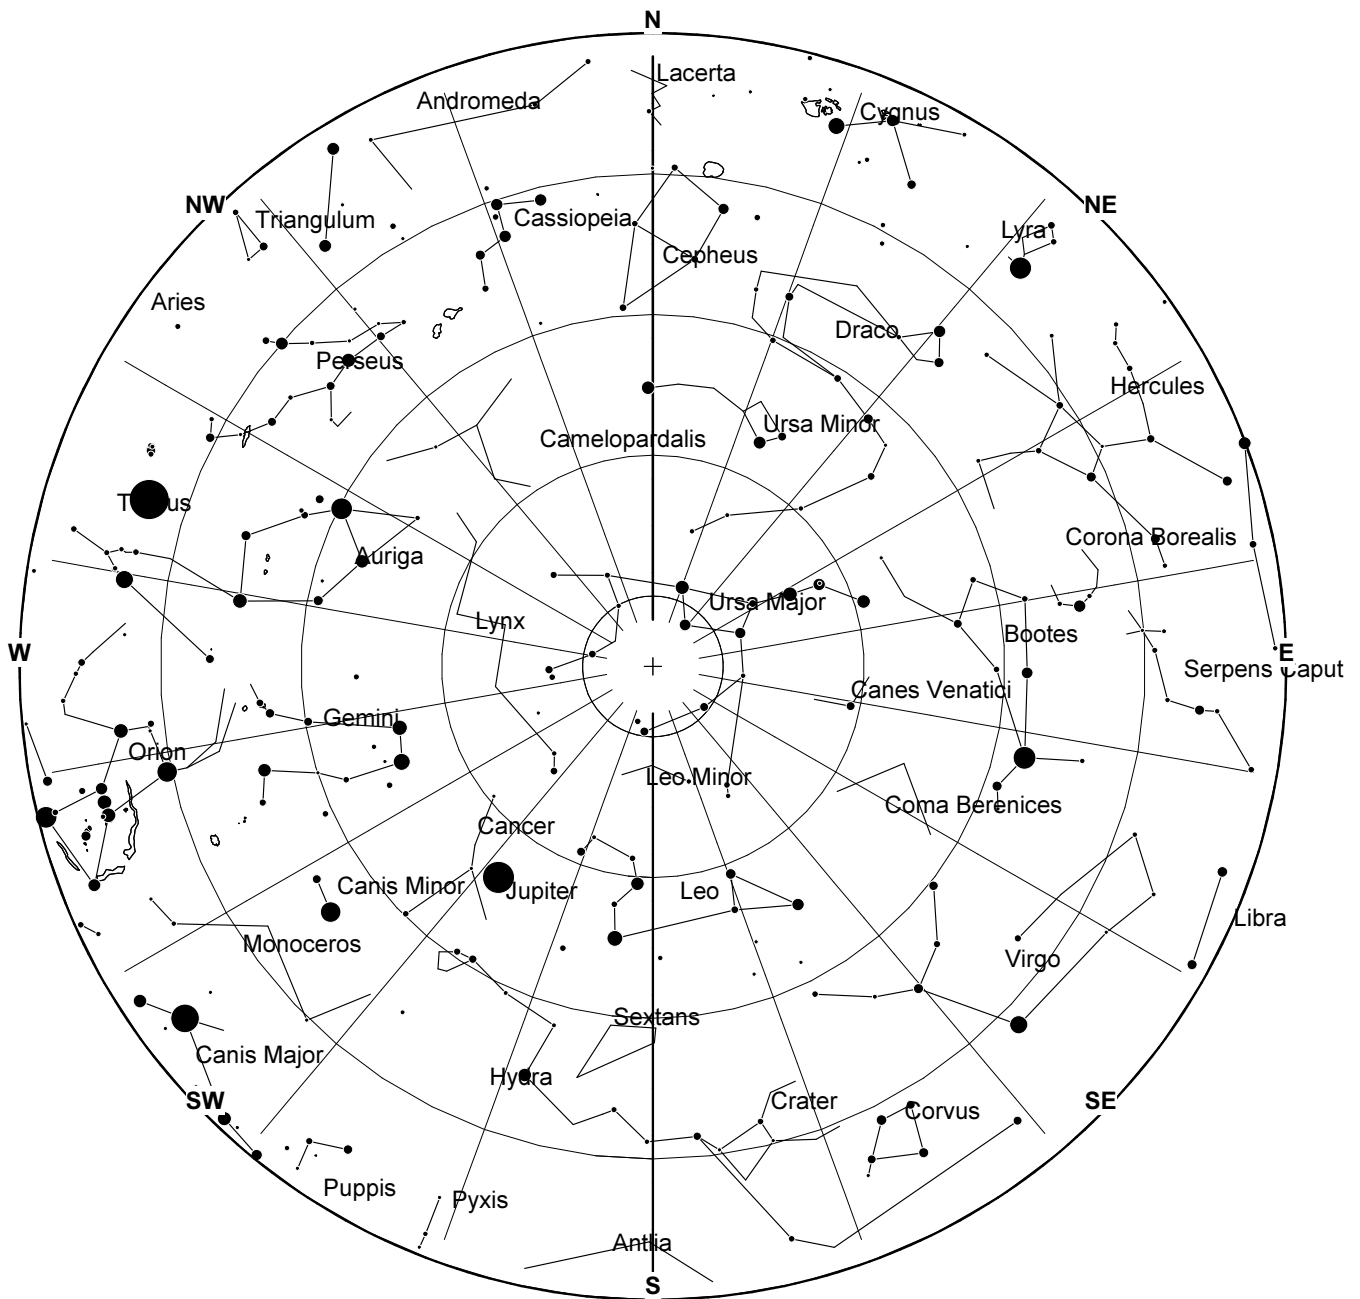 N
Lacerta
Andromeda
Cygnus
NW
NE
Triangulum
Cassiopeia
Lyra
Cepheus
Aries
Draco
Perseus
Hercules
Ursa Minor
Camelopardalis
Corona Borealis
Auriga
Ursa Major
Lynx
Bootes
W
E
Serpens Caput
Canes Venatici
Gemini
Orion
Leo Minor
Coma Berenices
Cancer
Canis Minor
Jupiter
Leo
Libra
Monoceros
Virgo
Sextans
Canis Major
Hydra
SW
SE
Crater
Corvus
Puppis
Pyxis
Antlia
S